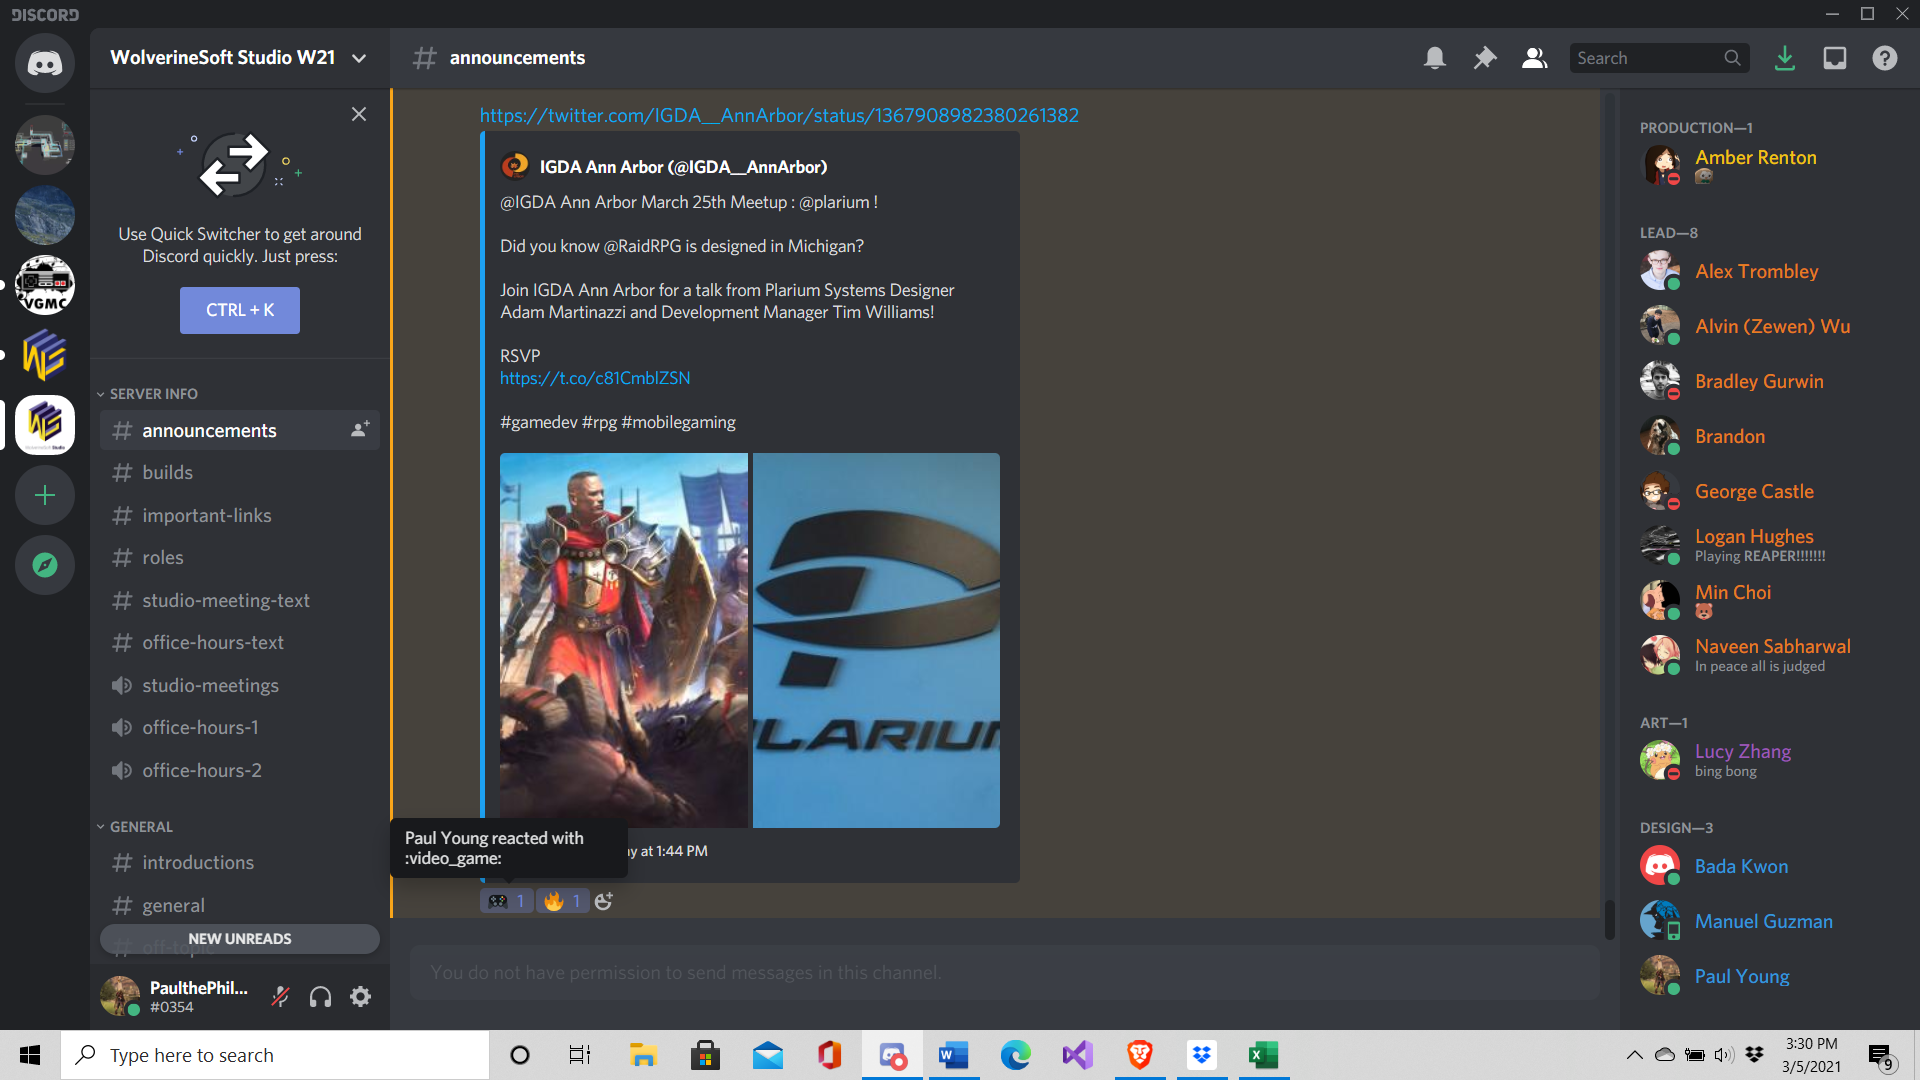 DISCORD
WolverineSoft Studio W21
announcements
Search
Use Quick Switcher to get around
Discord quickly. Just press:
CTRL + K
SERVER INFO
announcements
builds
important-links
roles
studio-meeting-text
office-hours-text
studio-meetings
office-hours-1
office-hours-2
GENERAL
introductions
general
NEW UNREADS
PaulthePhil...
#0354
VGMC
https://twitter.com/IGDA__AnnArbor/status/1367908982380261382
IGDA Ann Arbor (@IGDA__AnnArbor)
@IGDA Ann Arbor March 25th Meetup : @plarium !
Did you know @RaidRPG is designed in Michigan?
Join IGDA Ann Arbor for a talk from Plarium Systems Designer
Adam Martinazzi and Development Manager Tim Williams!
RSVP
https://t.co/c81CmblZSN
#gamedev #rpg #mobilegaming
LARIUM
Paul Young reacted with
:video_game:
ay at 1:44 PM
1
1
You do not have permission to send messages in this channel.
PRODUCTION—1
Amber Renton
LEAD—8
Alex Trombley
Alvin (Zewen) Wu
Bradley Gurwin
Brandon
George Castle
Logan Hughes
Playing REAPER!!!!!!!
Min Choi
Naveen Sabharwal
In peace all is judged
ART—1
Lucy Zhang
bing bong
DESIGN—3
Bada Kwon
Manuel Guzman
Paul Young
Type here to search
3:30 PM
3/5/2021
9